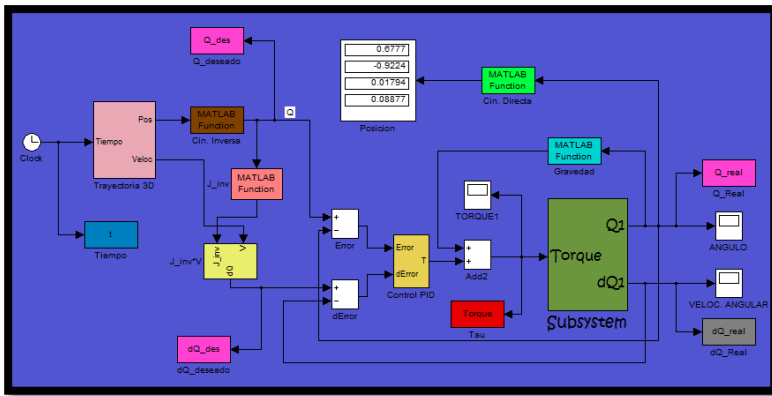 Q_des
Q_deseado
0.6777
-0.9224
0.01794
0.08877
Posicion
MATLAB
Function
Cin. Directa
Clock
Tiempo
Pos
Veloc
Trayectoria 3D
MATLAB
Function
Cin. Inversa
Q
MATLAB
Function
J_inv
MATLAB
Function
Gravedad
t
Tiempo
J_inv
V
dQ
J_inv*V
Error
dError
Error
dError
T
Control PID
TORQUE1
Add2
Torque
Tau
Torque
Q1
dQ1
Subsystem
Q_real
Q_Real
ANGULO
VELOC. ANGULAR
dQ_real
dQ_Real
dQ_des
dQ_deseado